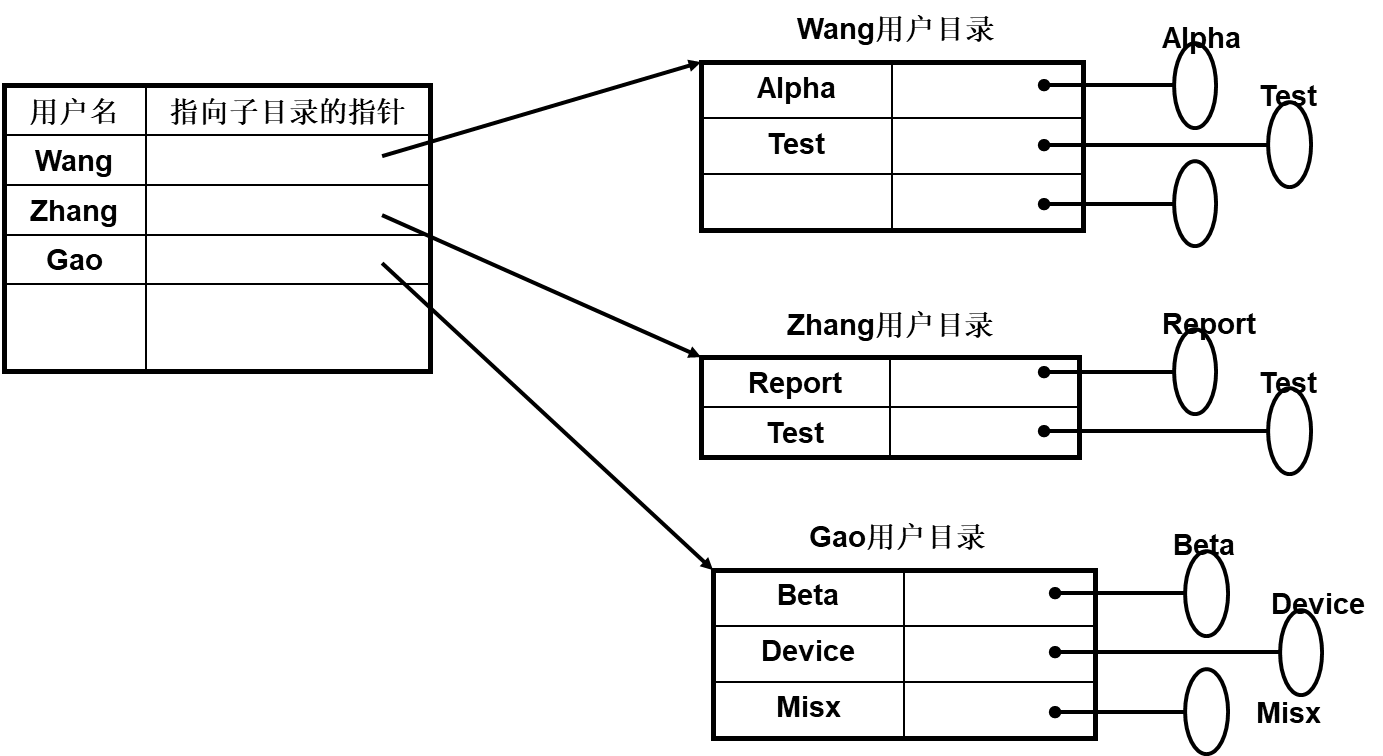 用户名 指向子目录的指针
Wang
Zhang
Gao
Wang用户目录
Alpha
Test
Alpha
Test
Zhang用户目录
Report
Test
Report
Test
Gao用户目录
Beta
Device
Misx
Beta
Device
Misx